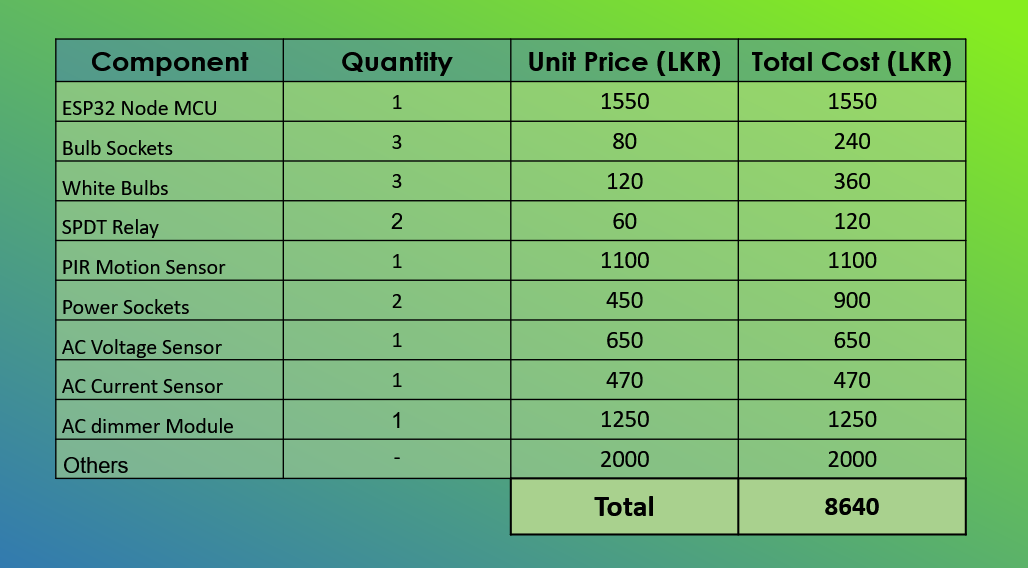 Component Quantity Unit Price (LKR) Total Cost (LKR)
ESP32 Node MCU 1 1550 1550
Bulb Sockets 3 80 240
White Bulbs 3 120 360
SPDT Relay 2 60 120
PIR Motion Sensor 1 1100 1100
Power Sockets 2 450 900
AC Voltage Sensor 1 650 650
AC Current Sensor 1 470 470
AC dimmer Module 1 1250 1250
Others - 2000 2000
Total 8640